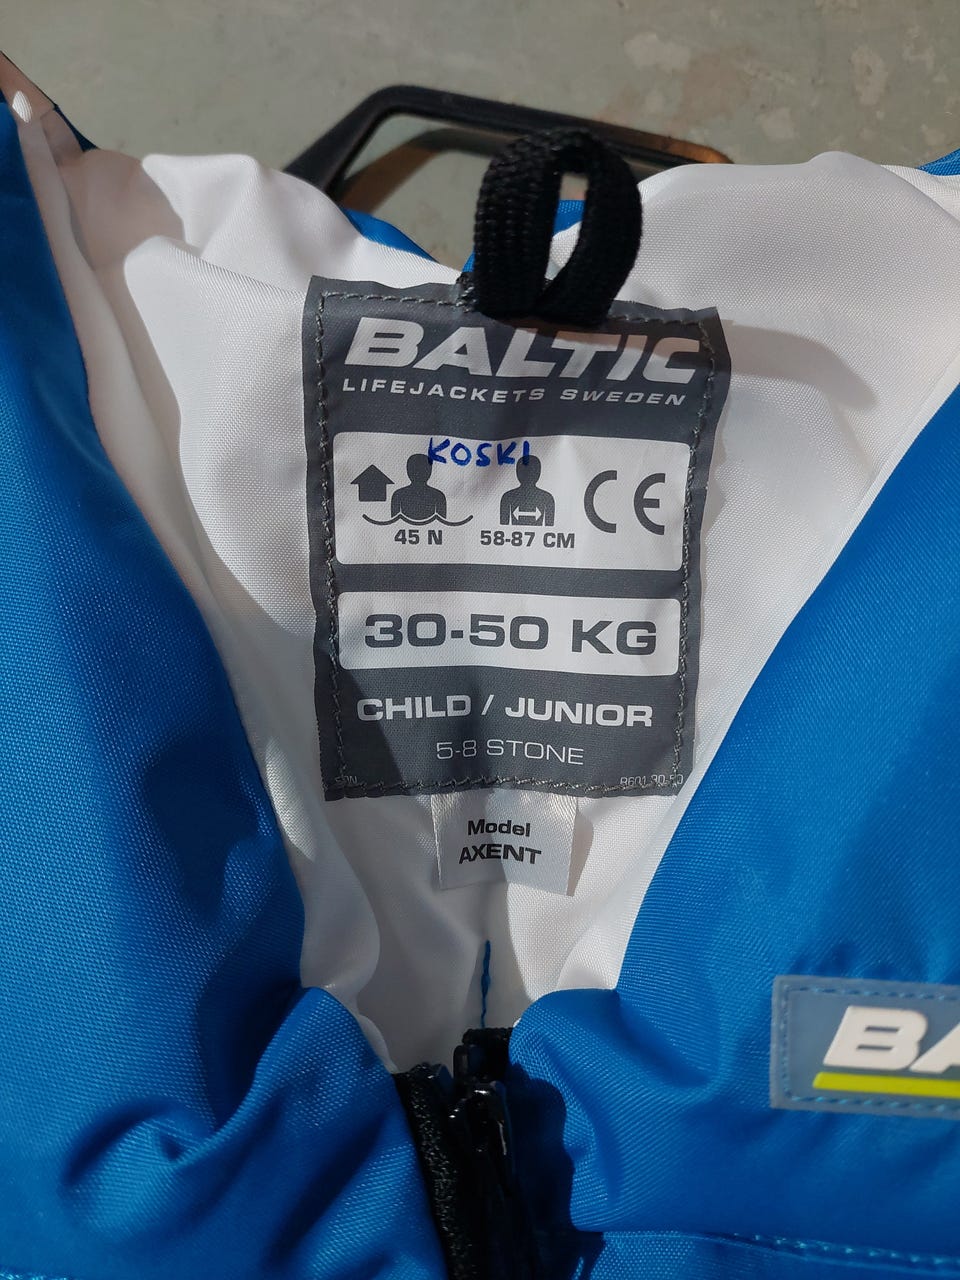 BALTIC
LIFEJACKETS SWEDEN
KOSKI
45 N 58-87 CM CE
30-50 KG
CHILD / JUNIOR
5-8 STONE
Model
AXENT
BA